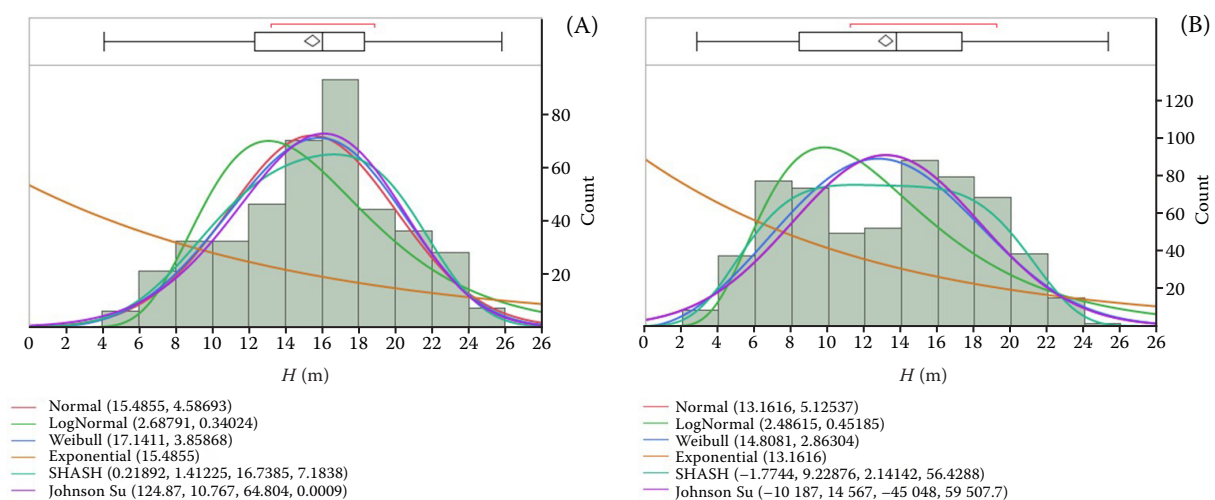 (A)
80
60
40
20
Count
0 2 4 6 8 10 12 14 16 18 20 22 24 26 26
H (m)
Normal (15.4855, 4.58693)
LogNormal (2.68791, 0.34024)
Weibull (17.1411, 3.85868)
Exponential (15.4855)
SHASH (0.21892, 1.41225, 16.7385, 7.1838)
Johnson Su (124.87, 10.767, 64.804, 0.0009)
(B)
120
100
80
60
40
20
Count
0 2 4 6 8 10 12 14 16 18 20 22 24 26 26
H (m)
Normal (13.1616, 5.12537)
LogNormal (2.48615, 0.45185)
Weibull (14.8081, 2.86304)
Exponential (13.1616)
SHASH (−1.7744, 9.22876, 2.14142, 56.4288)
Johnson Su (−10 187, 14 567, −45 048, 59 507.7)